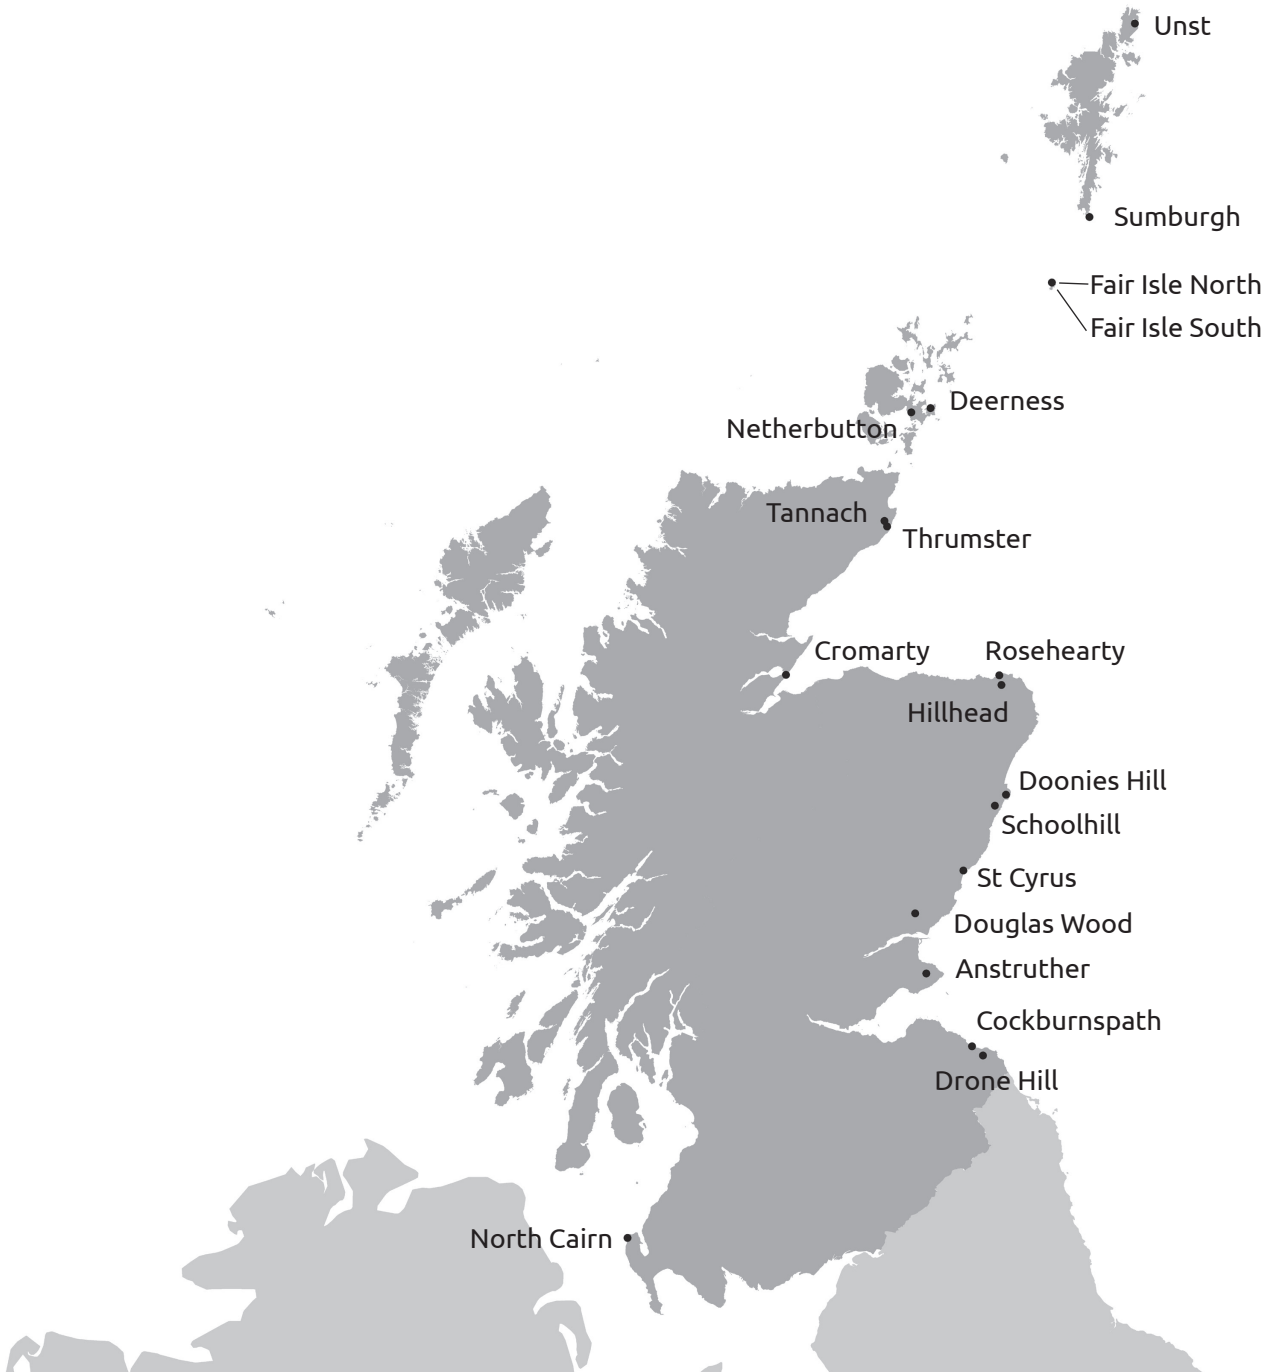 Unst
Sumburgh
Fair Isle North
Fair Isle South
Deerness
Netherbutton
Tannach
Thrumster
Cromarty
Rosehearty
Hillhead
Doonies Hill
Schoolhill
St Cyrus
Douglas Wood
Anstruther
Cockburnspath
Drone Hill
North Cairn